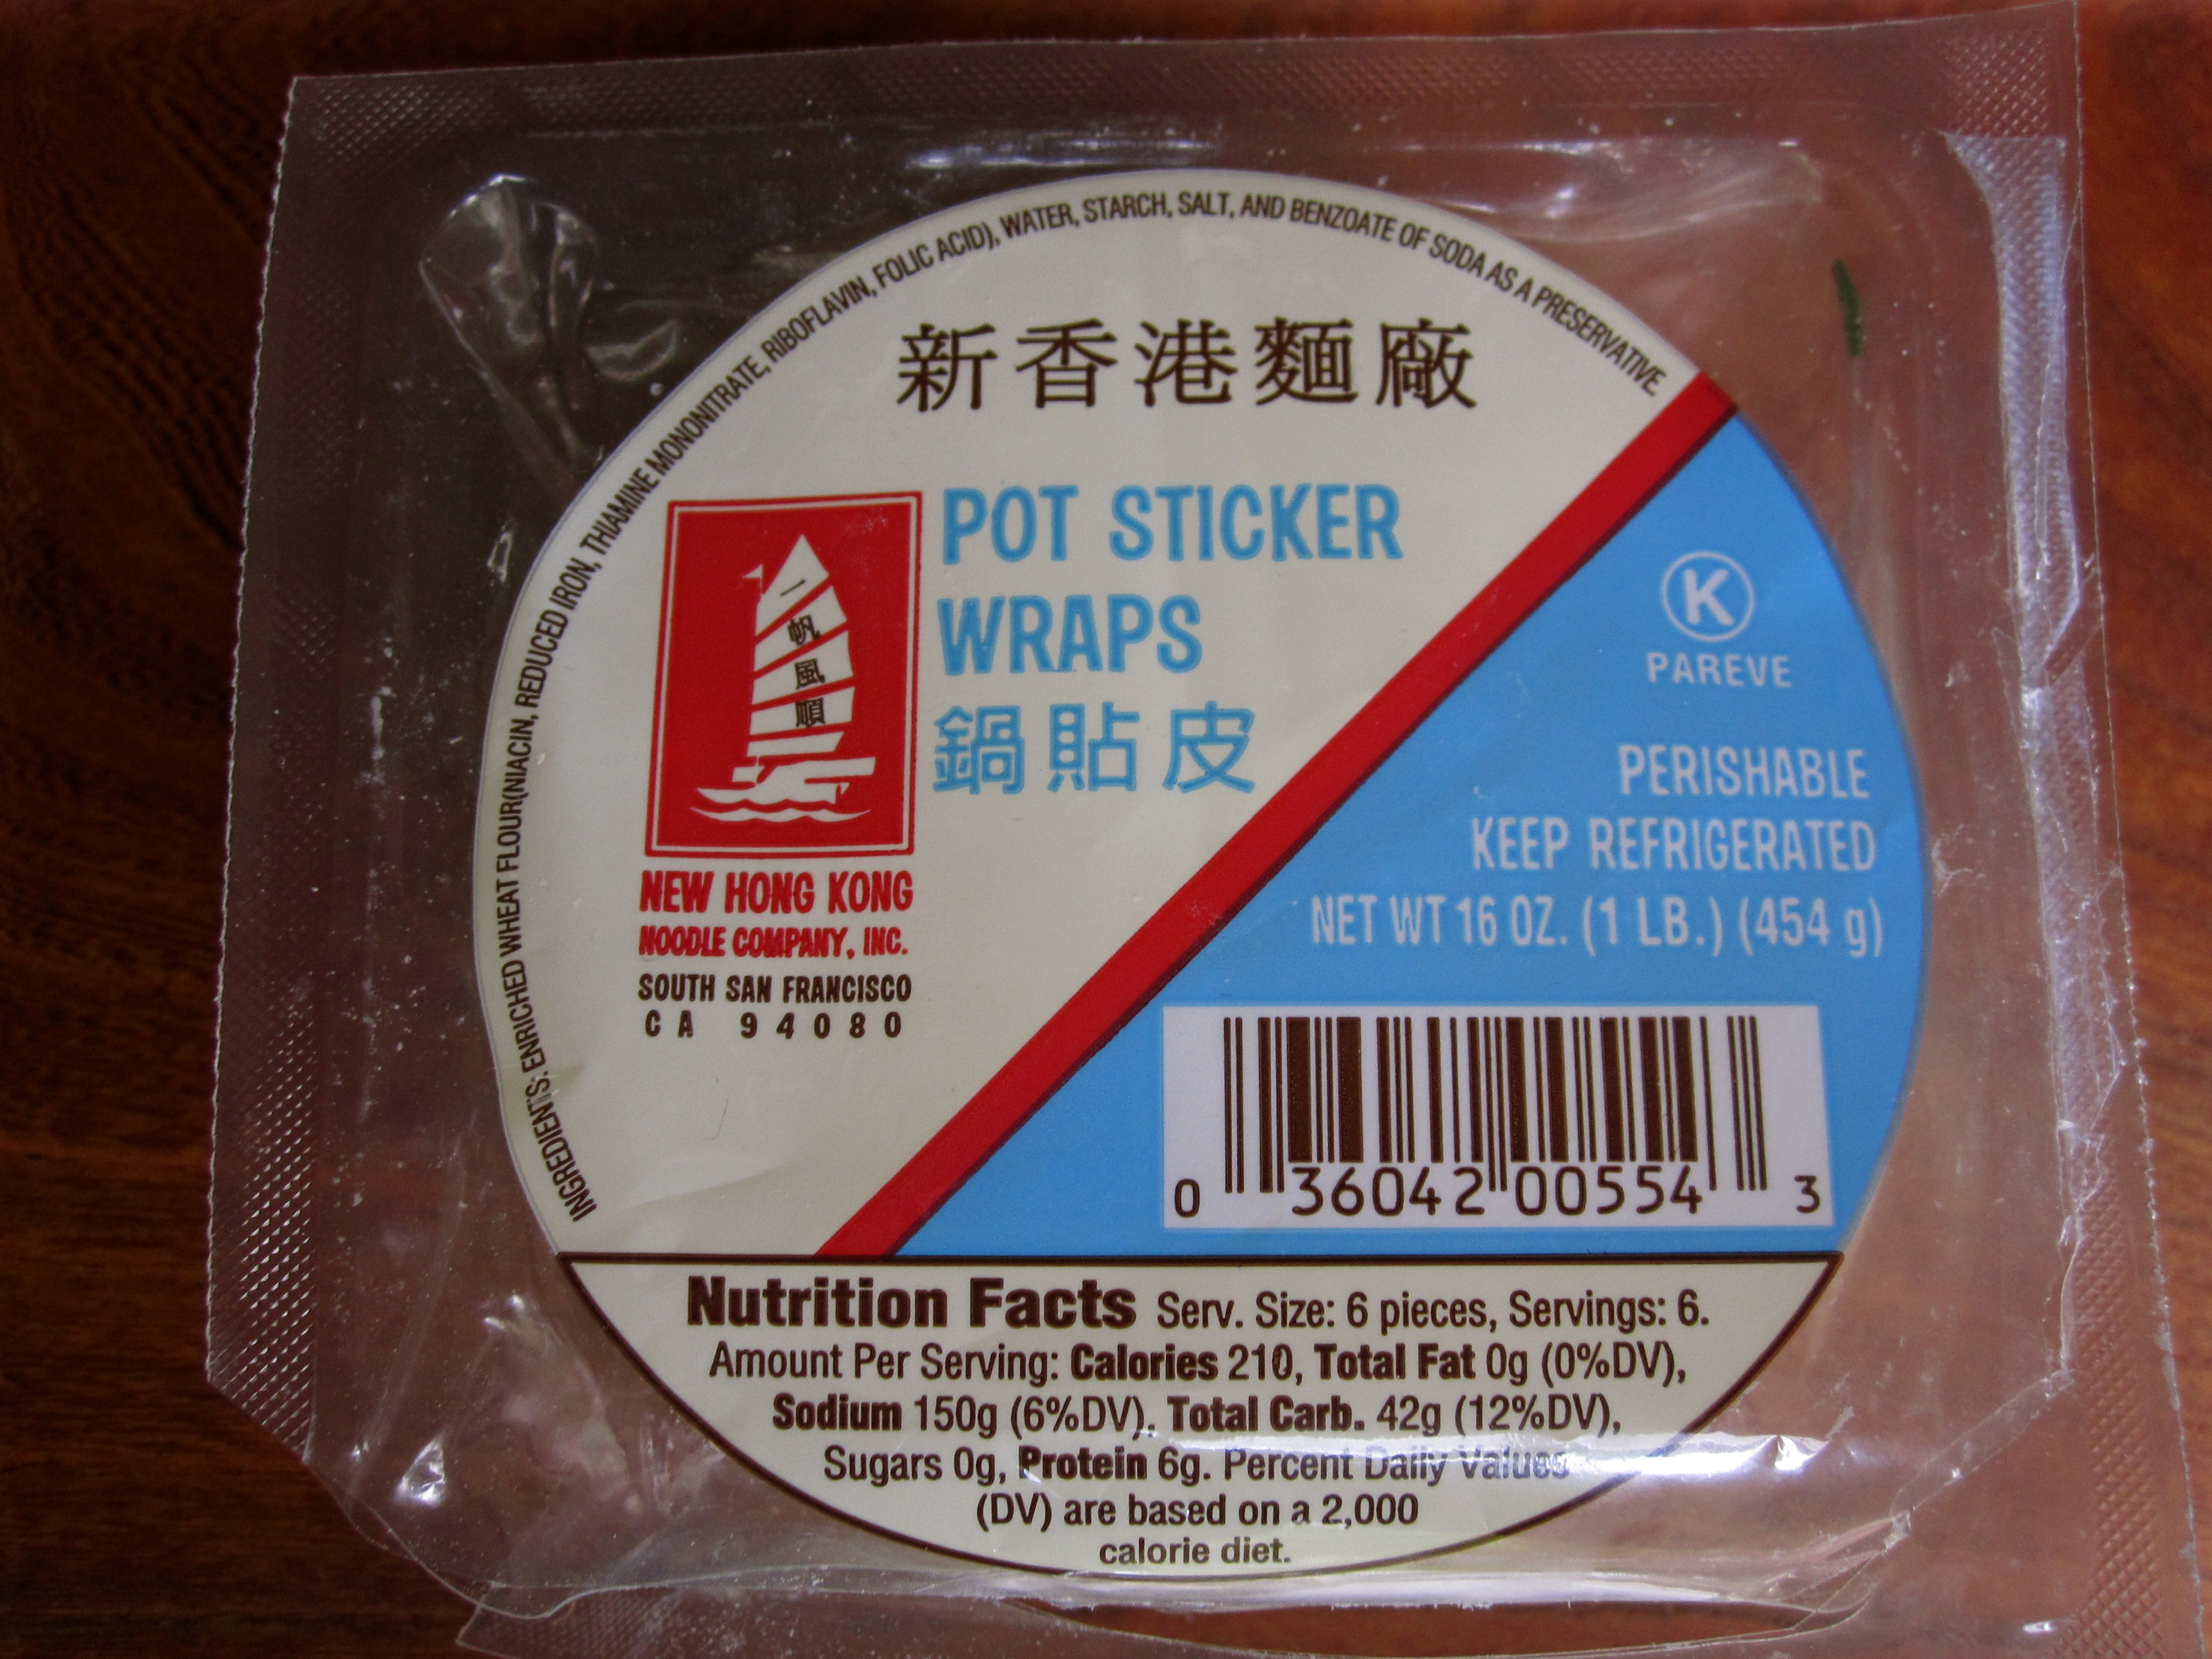 INGREDIENTS: ENRICHED WHEAT FLOUR(NIACIN, REDUCED IRON, THIAMINE MONONITRATE, RIBOFLAVIN, FOLIC ACID), WATER, STARCH, SALT, AND BENZOATE OF SODA AS A PRESERVATIVE.
新香港麵廠
POT STICKER
WRAPS
鍋貼皮
一
帆
風
順
NEW HONG KONG
NOODLE COMPANY, INC.
SOUTH SAN FRANCISCO
CA 94080
K
PAREVE
PERISHABLE
KEEP REFRIGERATED
NET WT 16 OZ. (1 LB.) (454 g)
0 36042 00554 3
Nutrition Facts Serv. Size: 6 pieces, Servings: 6.
Amount Per Serving: Calories 210, Total Fat 0g (0%DV),
Sodium 150g (6%DV), Total Carb. 42g (12%DV),
Sugars 0g, Protein 6g. Percent Daily Values
(DV) are based on a 2,000
calorie diet.